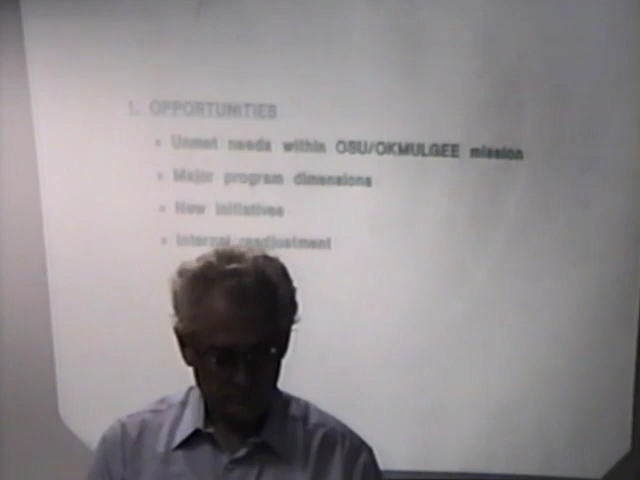 1. OPPORTUNITIES
• Unmet needs within OSU/OKMULGEE mission
• Major program dimensions
• New initiatives
• Internal readjustment